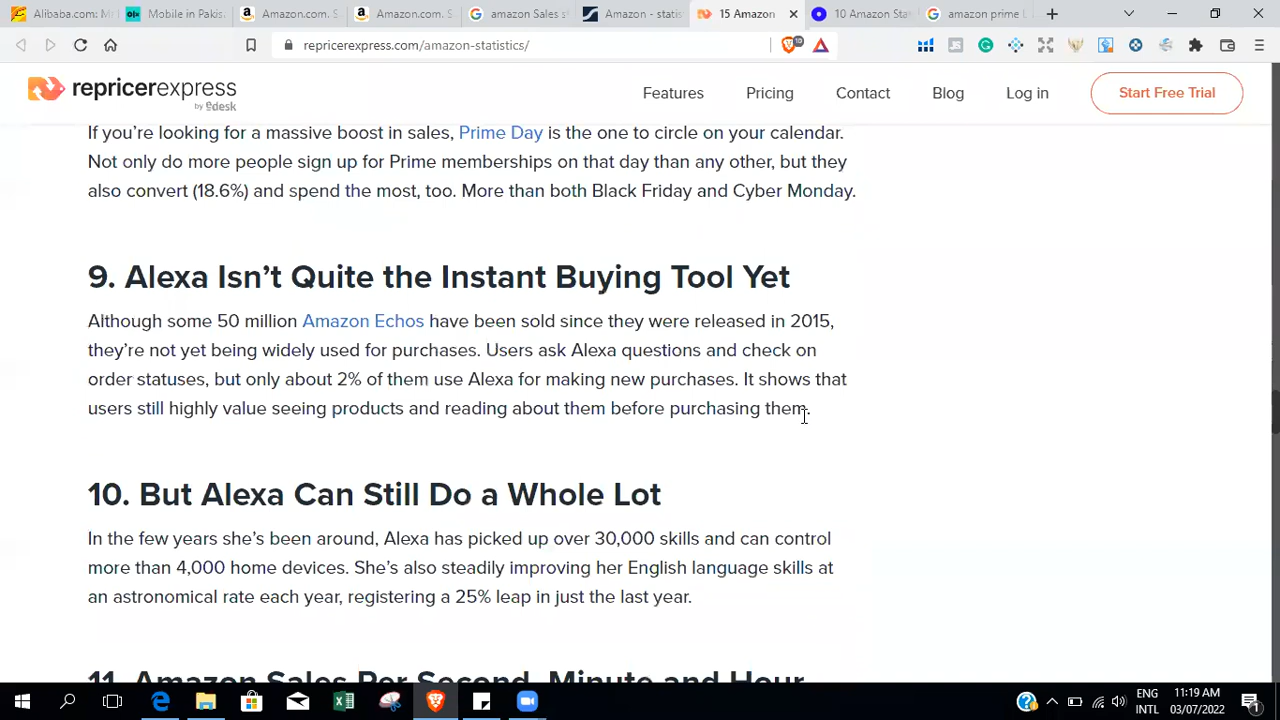 Alibaba.com: M
Mobile in Pakis
Amazon.com. S
Amazon.com. S
amazon Sales
Amazon - statis
15 Amazon
10 Amazon Sta
amazon prime L
repricerexpress.com/amazon-statistics/
repricerexpress
by edesk
Features
Pricing
Contact
Blog
Log in
Start Free Trial
If you're looking for a massive boost in sales, Prime Day is the one to circle on your calendar.
Not only do more people sign up for Prime memberships on that day than any other, but they
also convert (18.6%) and spend the most, too. More than both Black Friday and Cyber Monday.
9. Alexa Isn't Quite the Instant Buying Tool Yet
Although some 50 million Amazon Echos have been sold since they were released in 2015,
they're not yet being widely used for purchases. Users ask Alexa questions and check on
order statuses, but only about 2% of them use Alexa for making new purchases. It shows that
users still highly value seeing products and reading about them before purchasing them.
10. But Alexa Can Still Do a Whole Lot
In the few years she's been around, Alexa has picked up over 30,000 skills and can control
more than 4,000 home devices. She's also steadily improving her English language skills at
an astronomical rate each year, registering a 25% leap in just the last year.
11. Amazon Sales Per Second, Minute and Hour
ENG
INTL
11:19 AM
03/07/2022